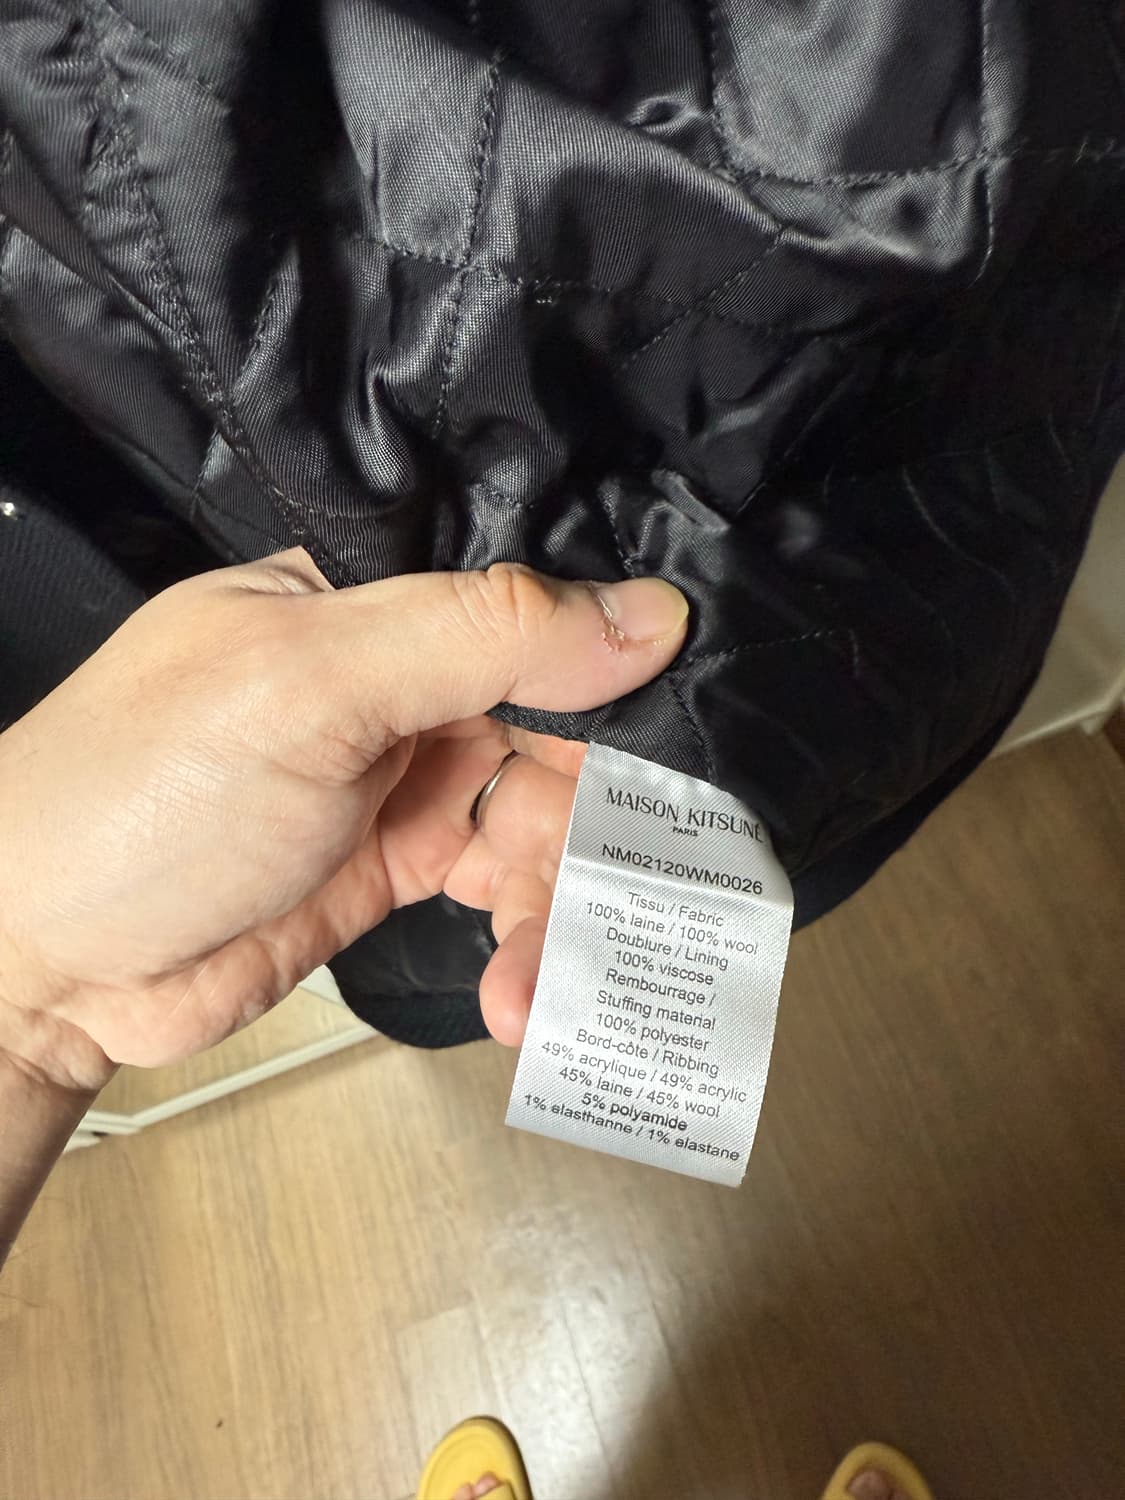 MAISON KITSUNÉ
PARIS
NM02120WM0026
Tissu / Fabric
100% laine / 100% wool
Doublure / Lining
100% viscose
Rembourrage /
Stuffing material
100% polyester
Bord-côte / Ribbing
49% acrylique / 49% acrylic
45% laine / 45% wool
5% polyamide
1% elasthanne / 1% elastane